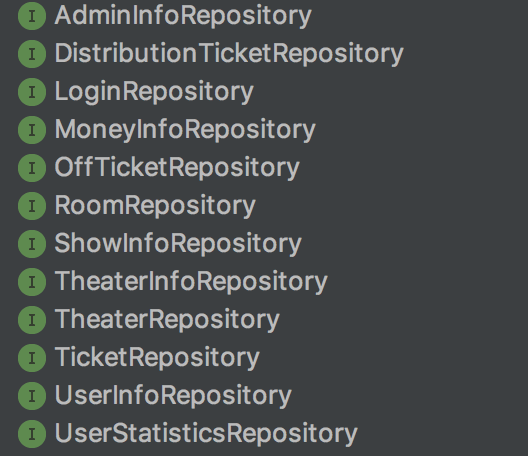 I AdminInfoRepository
I DistributionTicketRepository
I LoginRepository
I MoneyInfoRepository
I OffTicketRepository
I RoomRepository
I ShowInfoRepository
I TheaterInfoRepository
I TheaterRepository
I TicketRepository
I UserInfoRepository
I UserStatisticsRepository